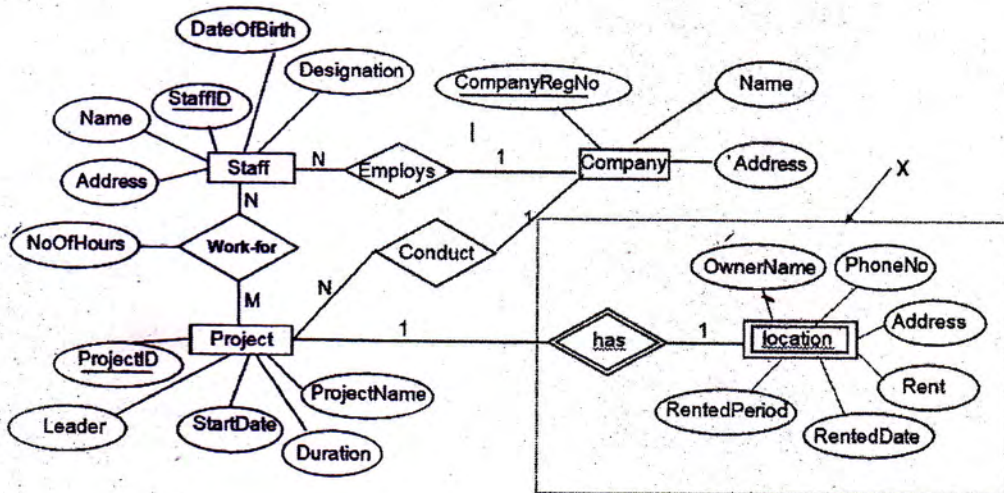 DateOfBirth
Designation
StaffID
Name
Address
Staff
N
Employs
1
CompanyRegNo
Name
Company
Address
X
N
NoOfHours
Work-for
M
Conduct
1
N
OwnerName
PhoneNo
Address
location
Rent
RentedPeriod
RentedDate
1
has
1
Project
ProjectID
ProjectName
Leader
StartDate
Duration